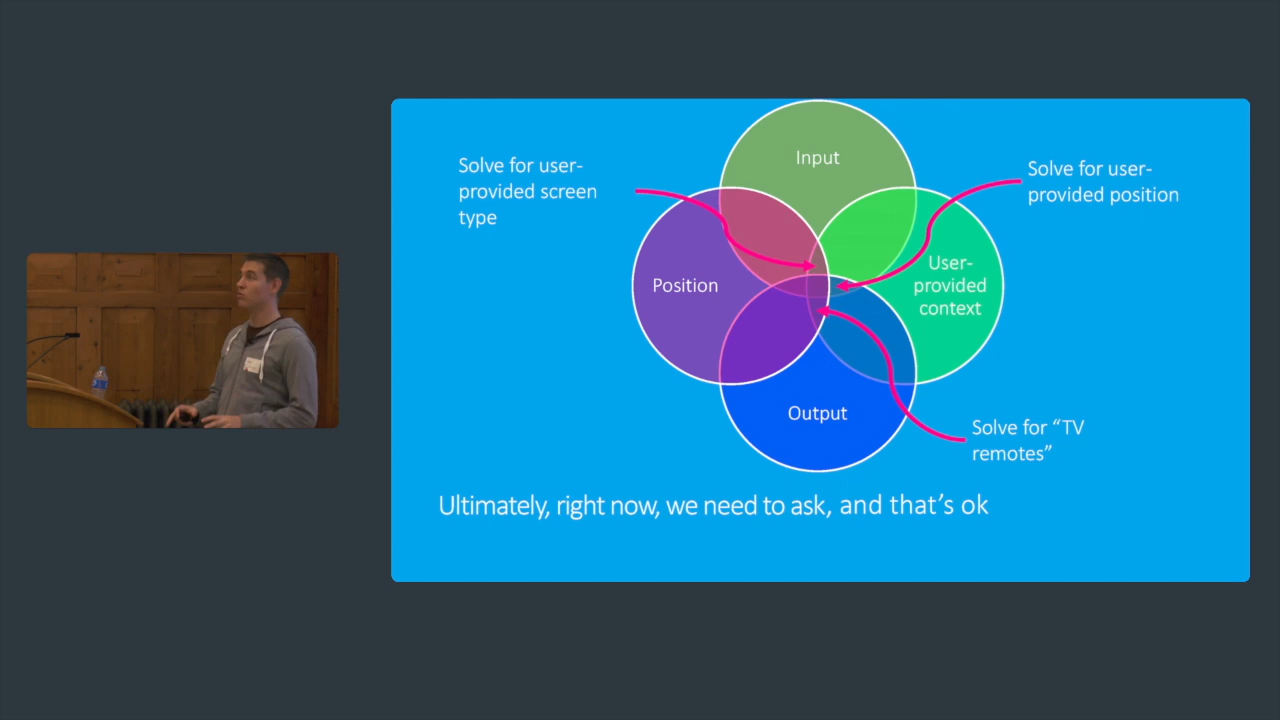 Input
Solve for user-
provided screen
type
Solve for user-
provided position
Position
User-
provided
context
Output
Solve for “TV
remotes”
Ultimately, right now, we need to ask, and that’s ok